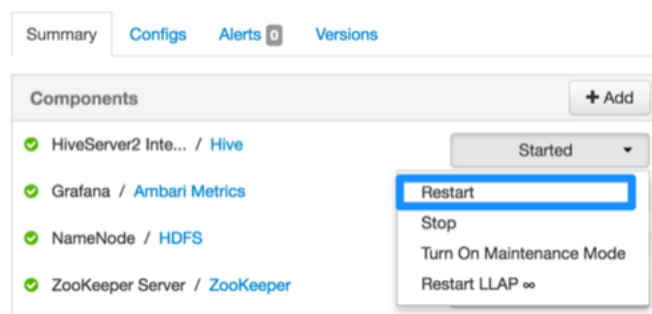 Summary Configs Alerts 0 Versions
Components + Add
HiveServer2 Inte... / Hive Started
Grafana / Ambari Metrics Restart
Stop
NameNode / HDFS
Turn On Maintenance Mode
ZooKeeper Server / ZooKeeper Restart LLAP ∞